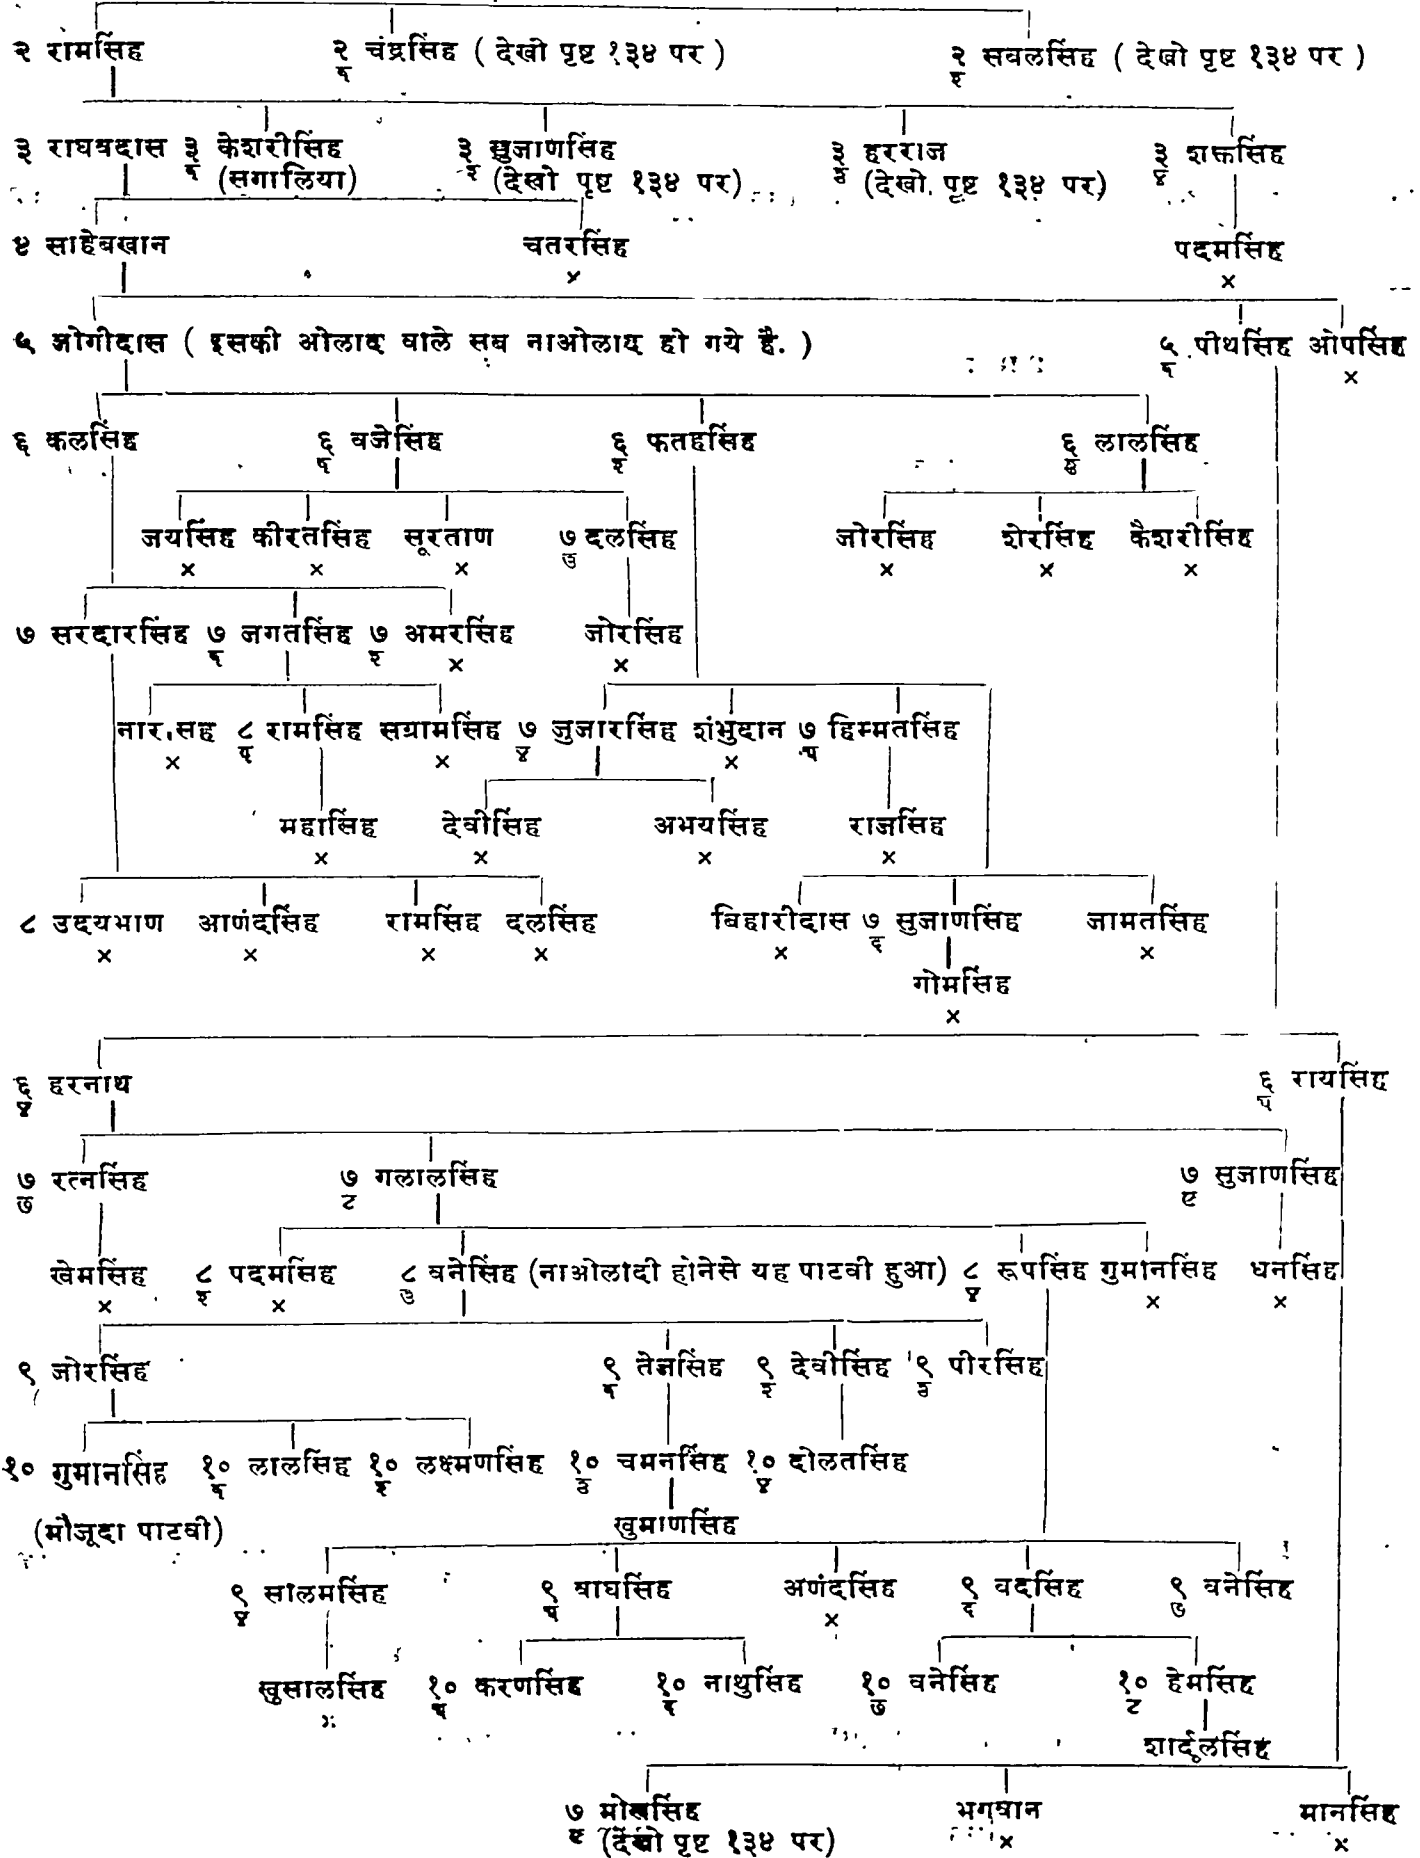 २ रामसिंह २ चंद्रसिंह ( देखो पृष्ट १३४ पर ) २ सबलसिंह ( देखो पृष्ट १३४ पर )
३ राघवदास ३ केशरीसिंह ३ सुजाणसिंह ३ हरराज ३ शक्तसिंह
(सगालिया) (देखो पृष्ट १३४ पर) (देखो पृष्ट १३४ पर)
४ साहेबखान चतरसिंह पदमसिंह
× ×
५ जोगीदास ( इसकी ओलाद वाले सब नाओलाद हो गये है. ) ५ पीथसिंह ओपसिंह
×
६ कलसिंह ६ वजेसिंह ६ फतहसिंह ६ लालसिंह
जयसिंह कीरतसिंह सूरताण ७ दलसिंह जोरसिंह शेरसिंह कैशरीसिंह
× × × × × ×
७ सरदारसिंह ७ जगतसिंह ७ अमरसिंह जोरसिंह
× ×
८ रामसिंह सग्रामसिंह ७ जुजारसिंह शंभुदान ७ हिम्मतसिंह
× × ×
महासिंह देवीसिंह अभयसिंह राजसिंह
× × × ×
८ उदयभाण आणंदसिंह रामसिंह दलसिंह बिहारीदास ७ सुजाणसिंह जामतसिंह
× × × × × ×
गोमसिंह
×
६ हरनाथ ६ रायसिंह
७ रत्नसिंह ७ गलालसिंह ७ सुजाणसिंह
खेमसिंह ८ पदमसिंह ८ वनेसिंह (नाओलादी होनेसे यह पाटवी हुआ) ८ रूपसिंह गुमानसिंह धनसिंह
× × × ×
९ जोरसिंह ९ तेजसिंह ९ देवीसिंह ९ पीरसिंह
१० गुमानसिंह १० लालसिंह १० लक्ष्मणसिंह १० चमनसिंह १० दोलतसिंह
(मौजूदा पाटवी) खुमाणसिंह
९ सालमसिंह ९ वाघसिंह अणंदसिंह ९ वदसिंह ९ वनेसिंह
×
खुसालसिंह १० करणसिंह १० नाथुसिंह १० वनेसिंह १० हेमसिंह
×
शार्दूलसिंह
७ मोखसिंह भगवान मानसिंह
(देखो पृष्ट १३४ पर) × ×